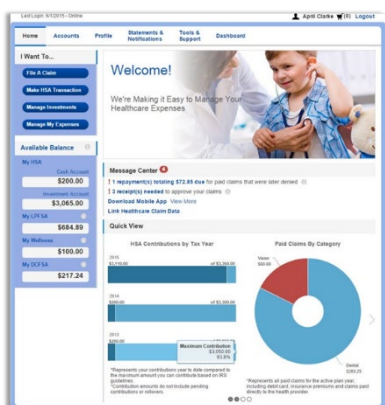 Last Login: 4/1/2015 - Online
April Clarke (0) Logout
Home Accounts Profile Statements & Notifications Tools & Support Dashboard
I Want To...
File A Claim
Make HSA Transaction
Manage Investments
Manage My Expenses
Available Balance
My HSA
Cash Account
$260.00
Investment Account
$3,065.00
My LPFSA
$684.89
My Wellness
$100.00
My DCFSA
$217.24
Welcome!
We're Making it Easy to Manage Your
Healthcare Expenses
Message Center 4
! 1 repayment(s) totaling $72.85 due for paid claims that were later denied
! 3 receipt(s) needed to approve your claims
Download Mobile App View More
Link Healthcare Claim Data
Quick View
HSA Contributions by Tax Year
2015
2014
2013
Maximum Contribution
$3,050.00
*Represents your contributions year to date compared to
the maximum amount you can contribute based on IRS
guidelines.
*Contribution amounts do not include pending
contributions or rollovers.
Paid Claims By Category
Vision
Dental
*Represents all paid claims for the active plan year,
including debit card, insurance premiums and claims paid
directly to the healthcare provider.